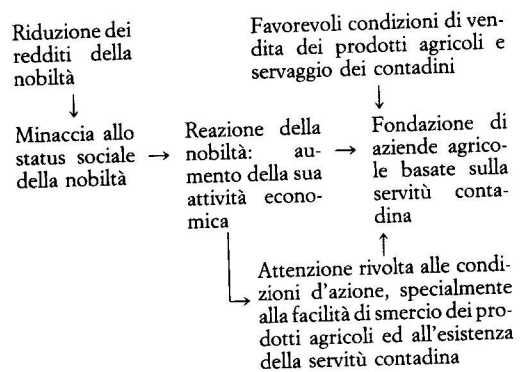 Riduzione dei
redditi della
nobiltà
Favorevoli condizioni di ven-
dita dei prodotti agricoli e
servaggio dei contadini
Minaccia allo
status sociale
della nobiltà
Reazione della
nobiltà: au-
mento della sua
attività econo-
mica
Fondazione di
aziende agrico-
le basate sulla
servitù conta-
dina
Attenzione rivolta alle condi-
zioni d'azione, specialmente
alla facilità di smercio dei pro-
dotti agricoli ed all'esistenza
della servitù contadina